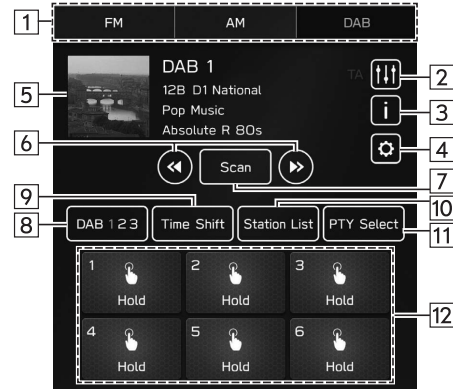 1 FM AM DAB
DAB 1 TA 2
5 12B D1 National
Pop Music i 3
Absolute R 80s
6 4
Scan
7
9 10
8 DAB 1 2 3 Time Shift Station List PTY Select 11
1 2 3
Hold Hold Hold
12
4 5 6
Hold Hold Hold